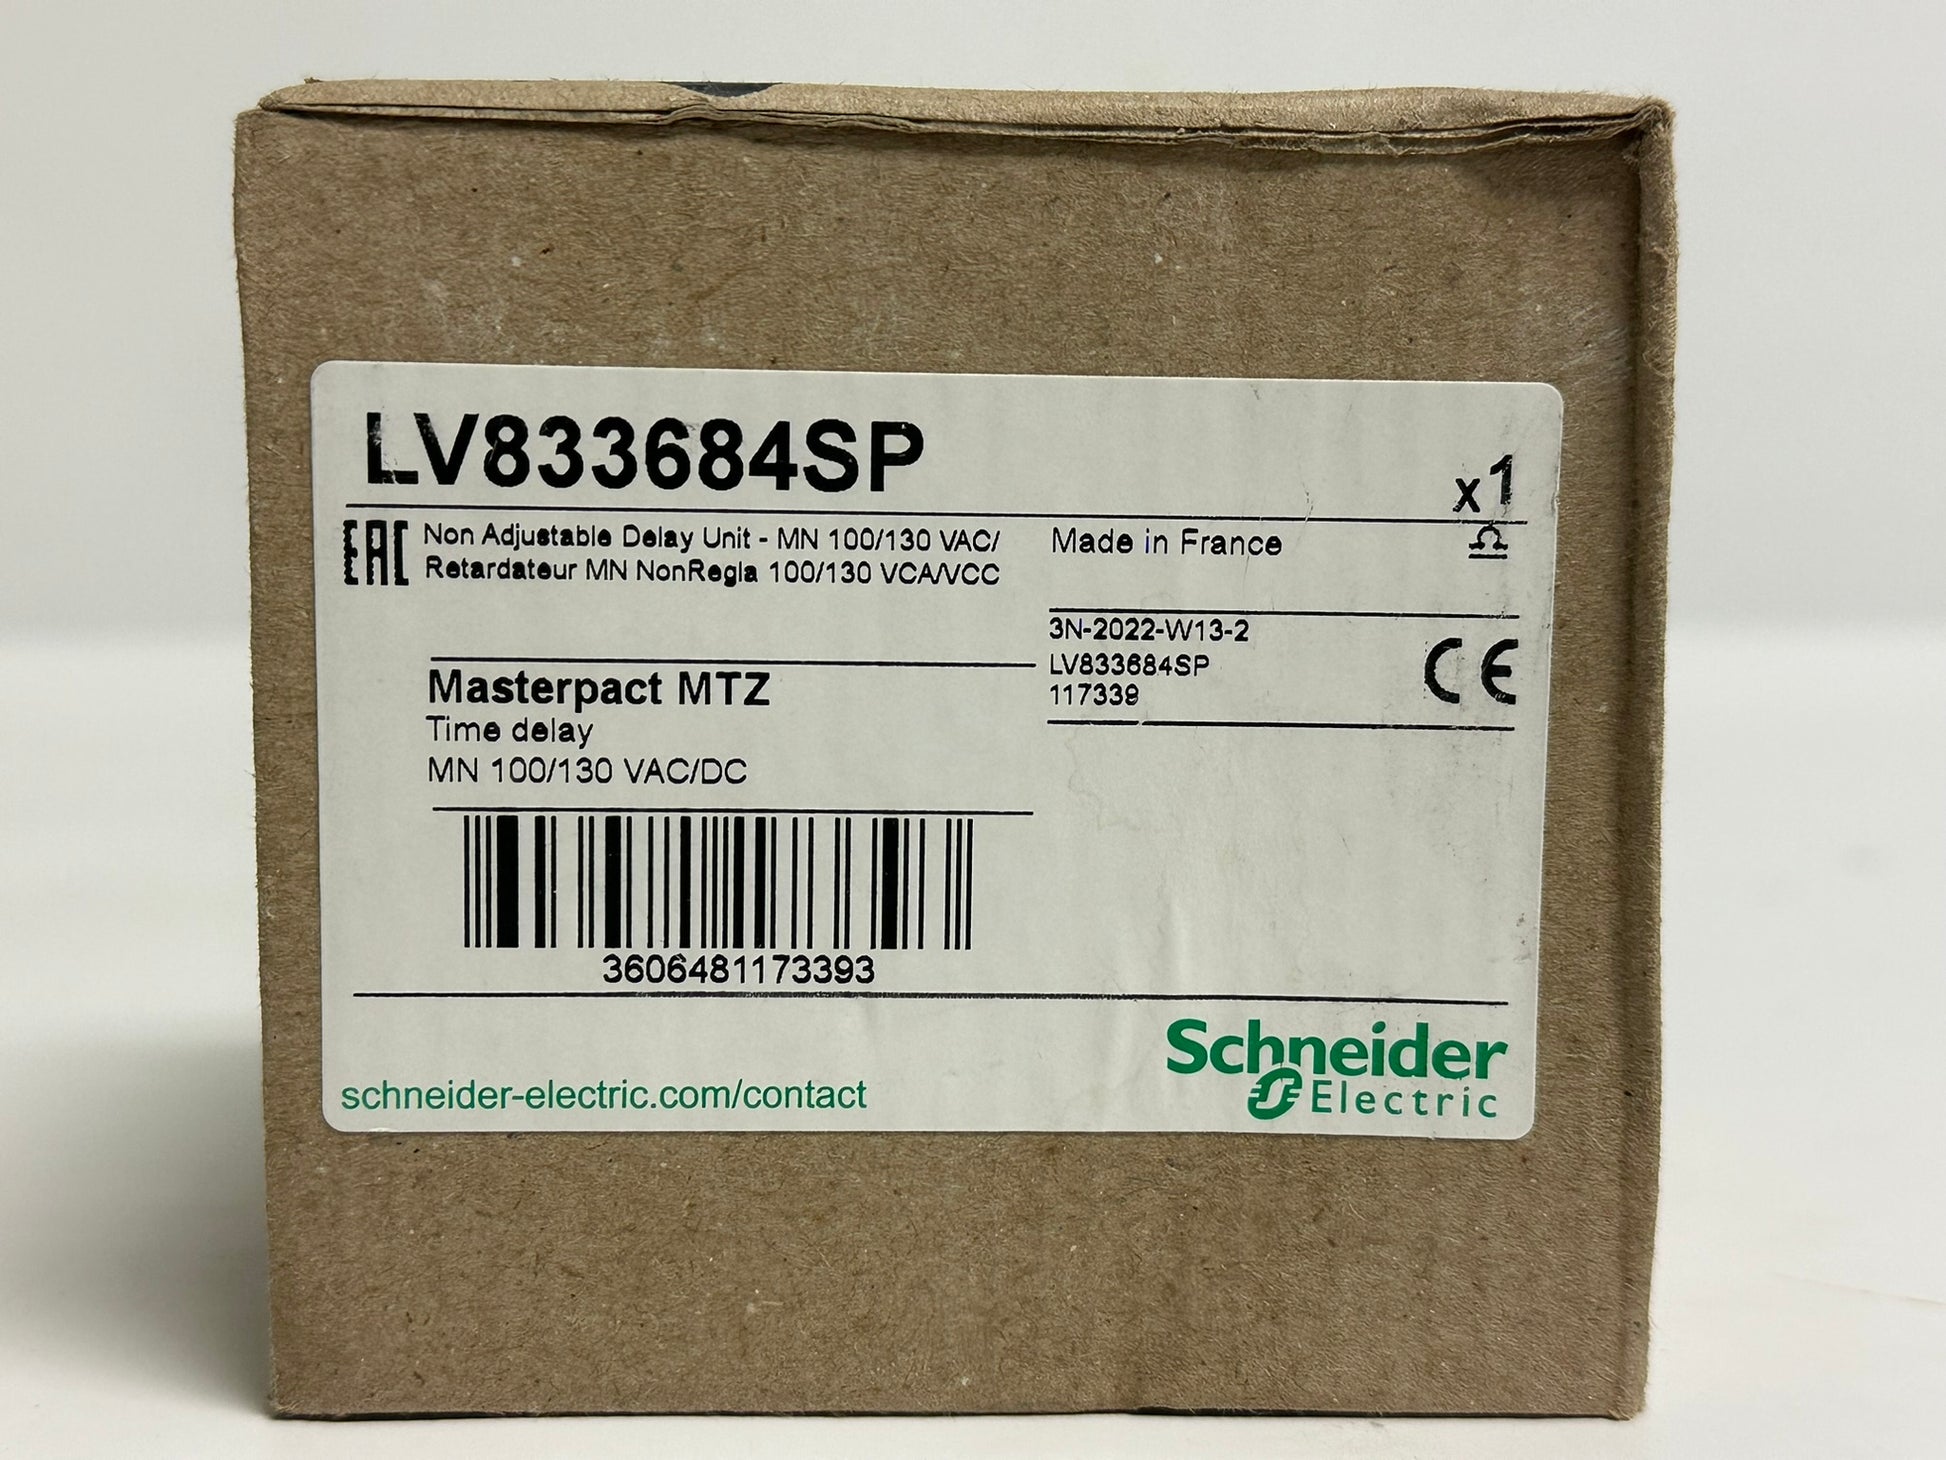 LV833684SP
x1
EAC
Non Adjustable Delay Unit - MN 100/130 VAC/
Retardateur MN NonRegla 100/130 VCA/VCC
Made in France
3N-2022-W13-2
LV833684SP
117339
CE
Masterpact MTZ
Time delay
MN 100/130 VAC/DC
3606481173393
schneider-electric.com/contact
Schneider
Electric